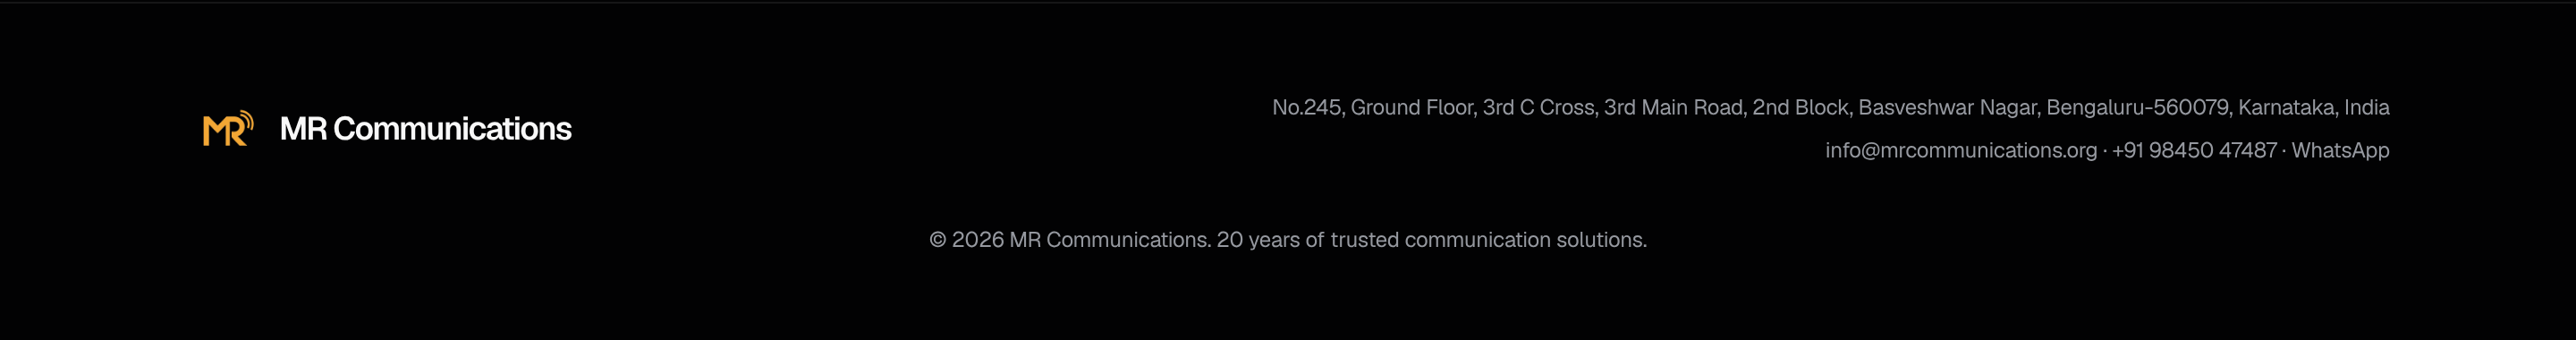 MR MR Communications
No.245, Ground Floor, 3rd C Cross, 3rd Main Road, 2nd Block, Basveshwar Nagar, Bengaluru-560079, Karnataka, India
info@mrcommunications.org · +91 98450 47487 · WhatsApp
© 2026 MR Communications. 20 years of trusted communication solutions.